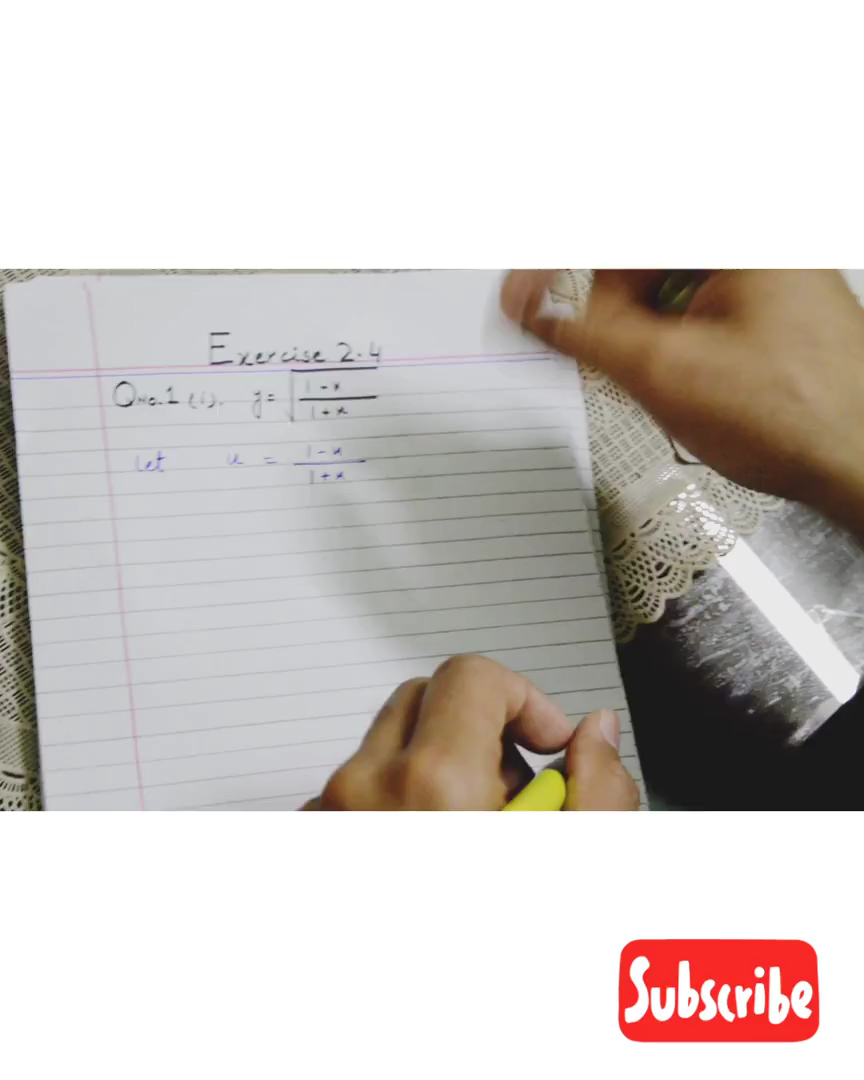 Exercise 2.4
Q No.1 (i). y = √(1-x / 1+x)
Let u = 1-x / 1+x
Subscribe